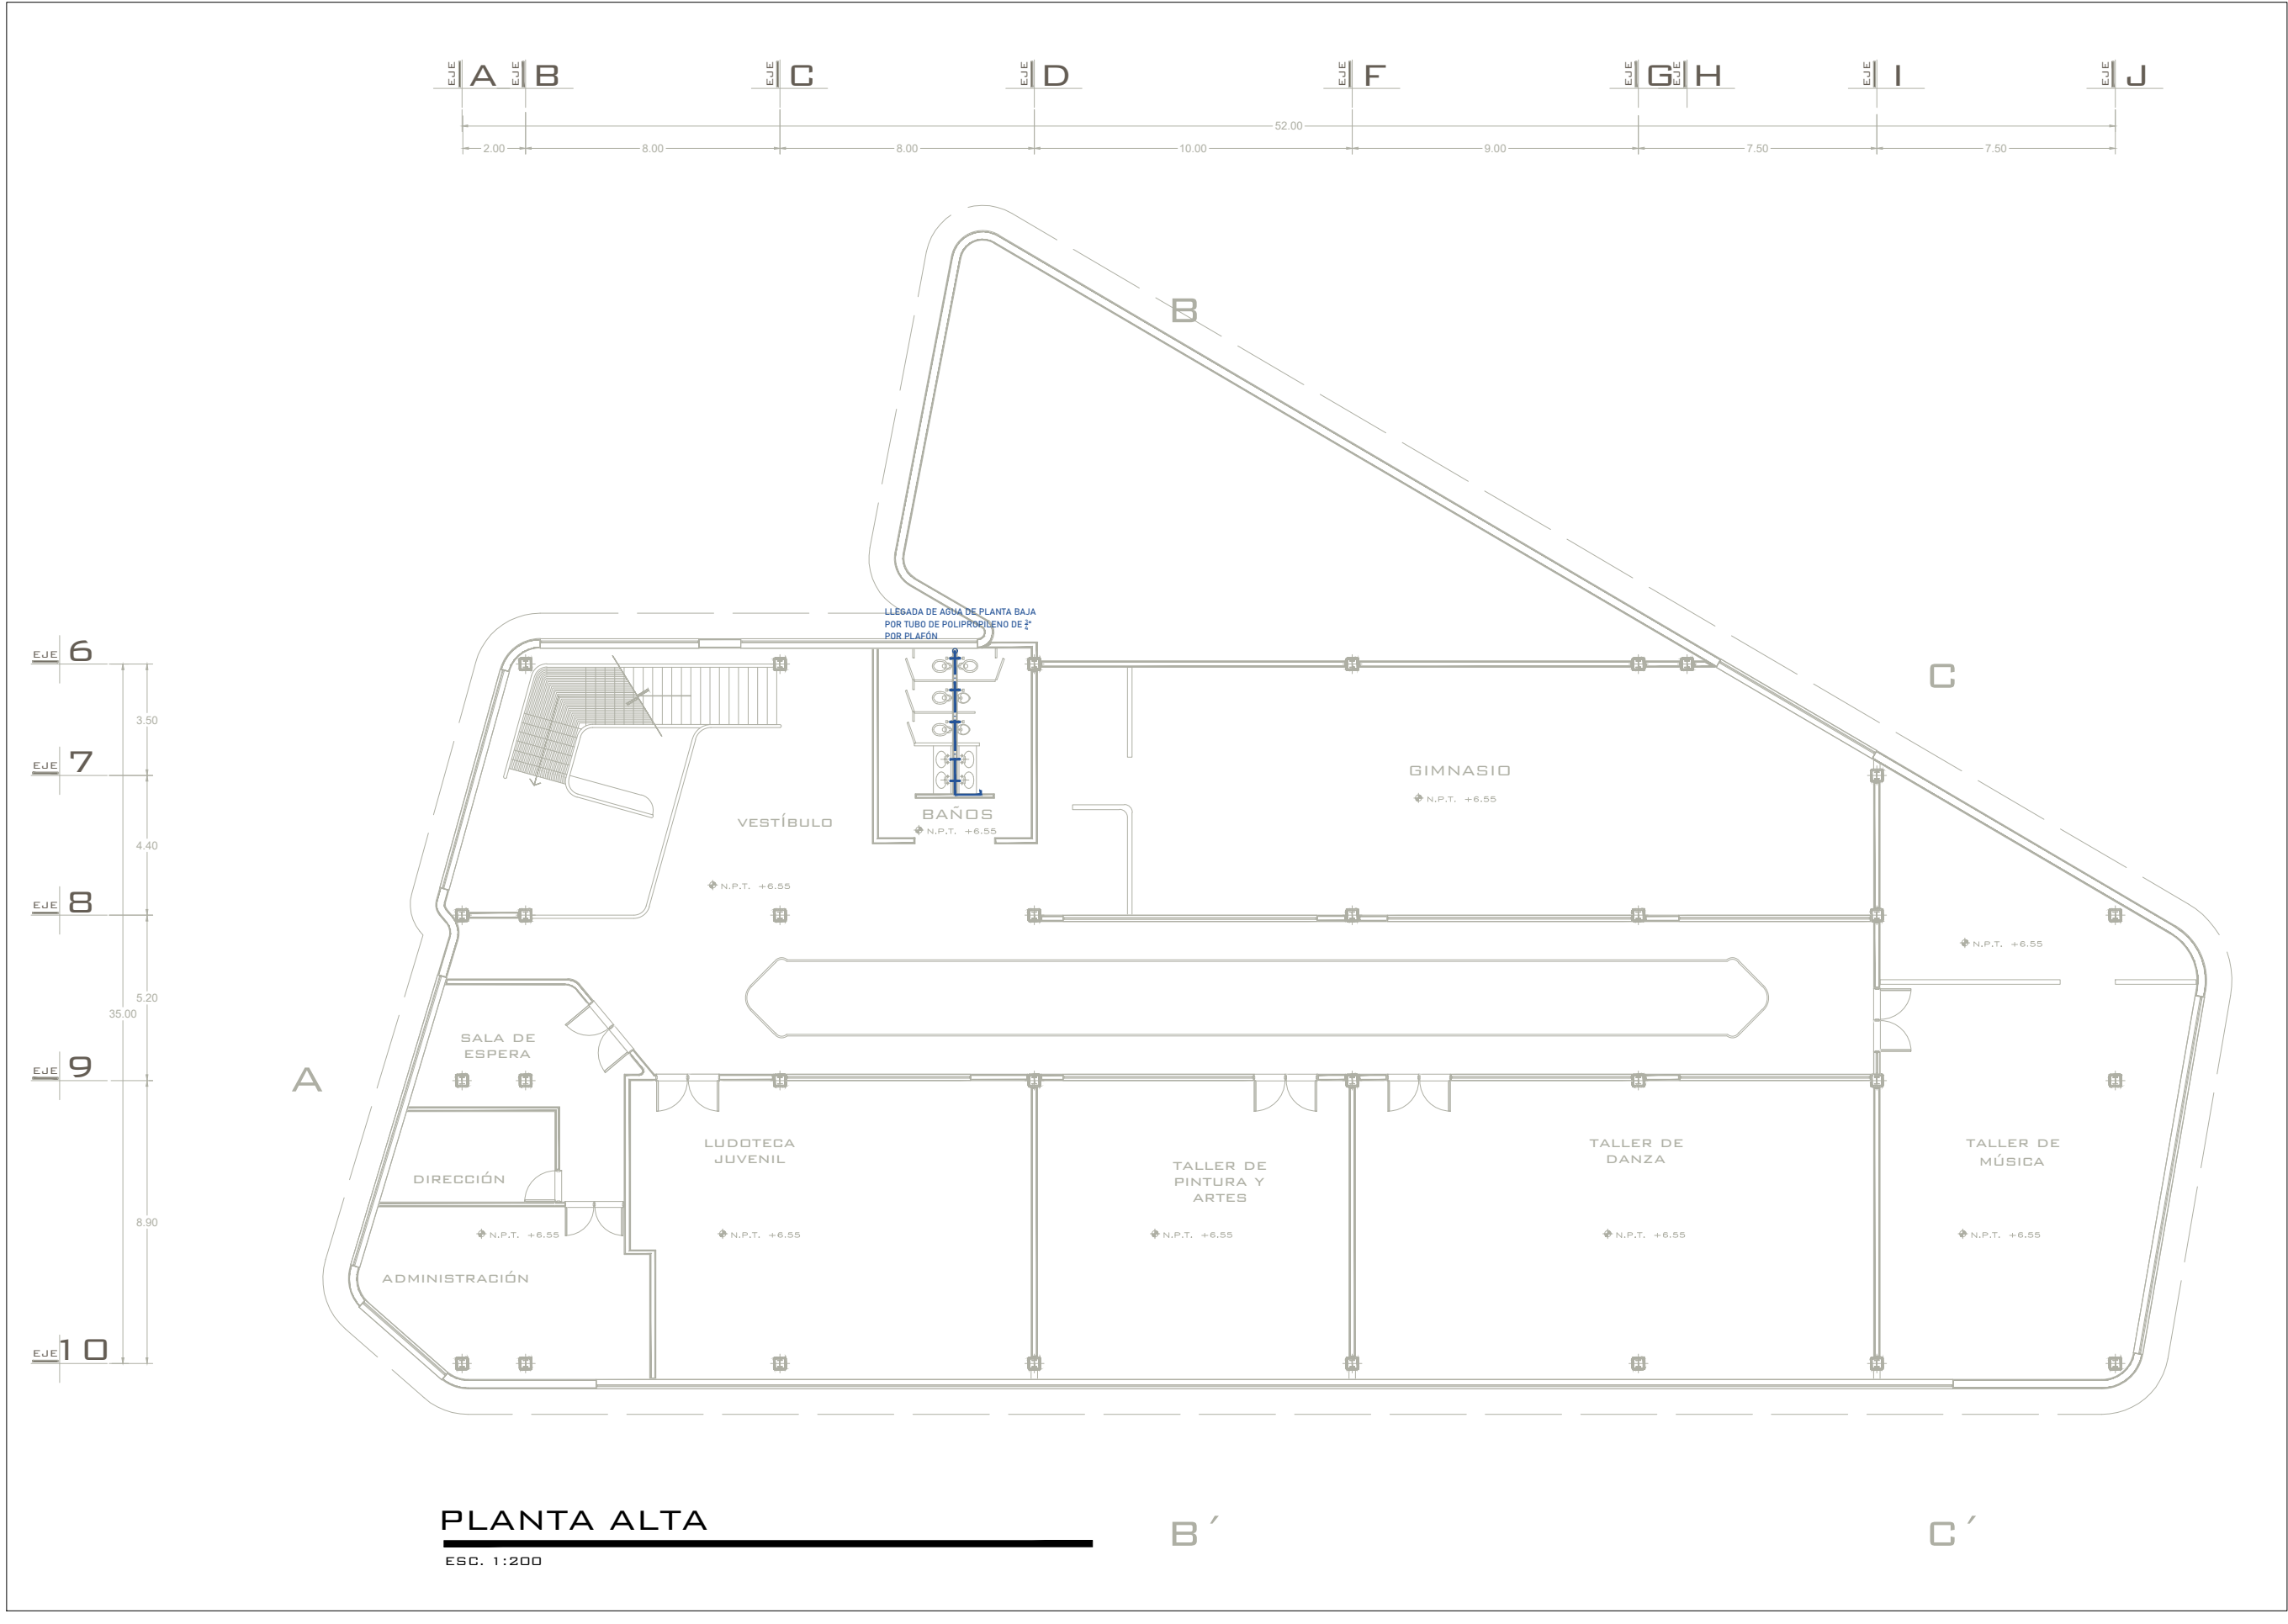 EJE A EJE B EJE C EJE D EJE F EJE G EJE H EJE I EJE J
52.00
2.00 8.00 8.00 10.00 9.00 7.50 7.50
B
LLEGADA DE AGUA DE PLANTA BAJA
POR TUBO DE POLIPROPILENO DE 3/4"
POR PLAFÓN
EJE 6
C
3.50
EJE 7
GIMNASIO
N.P.T. +6.55
BAÑOS
N.P.T. +6.55
VESTÍBULO
4.40
N.P.T. +6.55
EJE 8
N.P.T. +6.55
5.20
35.00
SALA DE
ESPERA
EJE 9
A
LUDOTECA
JUVENIL
TALLER DE
PINTURA Y
ARTES
TALLER DE
DANZA
TALLER DE
MÚSICA
DIRECCIÓN
8.90
N.P.T. +6.55
N.P.T. +6.55
N.P.T. +6.55
N.P.T. +6.55
N.P.T. +6.55
ADMINISTRACIÓN
EJE 10
PLANTA ALTA
ESC. 1:200
B´
C´